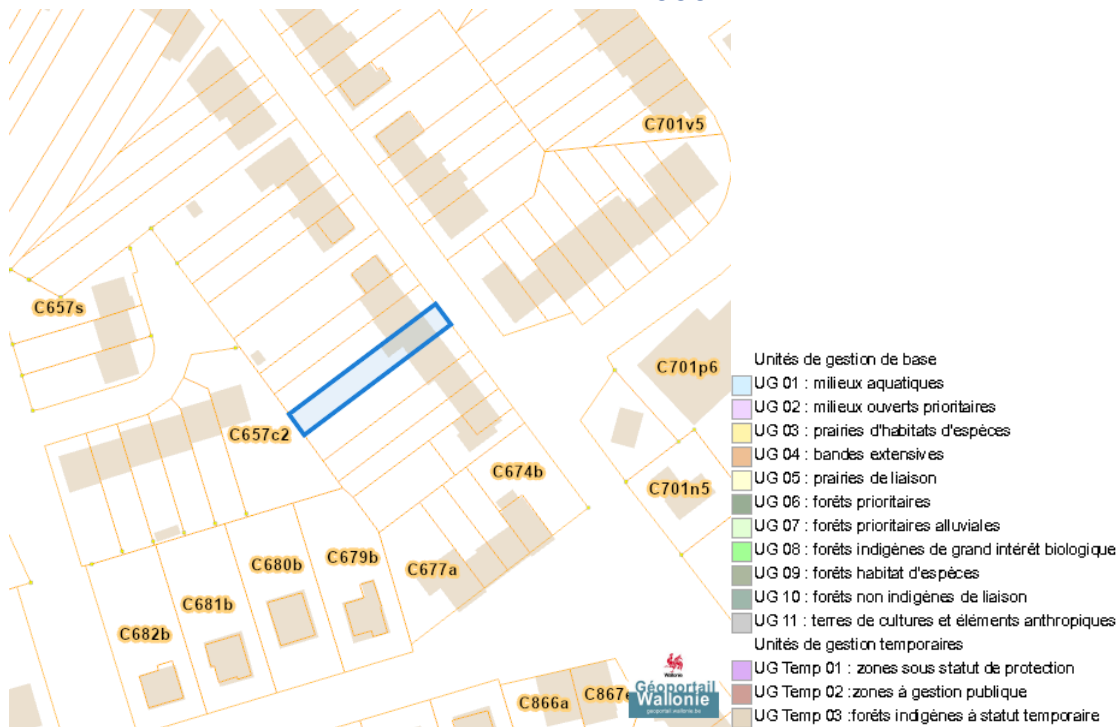 C701v5
C657s
C701p6
C657c2
C674b
C701n5
C679b
C680b
C677a
C681b
C682b
C866a
C867
Wallonie
Géoportail
Wallonie
geoportail.wallonie.be
Unités de gestion de base
UG 01 : milieux aquatiques
UG 02 : milieux ouverts prioritaires
UG 03 : prairies d'habitats d'espèces
UG 04 : bandes extensives
UG 05 : prairies de liaison
UG 06 : forêts prioritaires
UG 07 : forêts prioritaires alluviales
UG 08 : forêts indigènes de grand intérêt biologique
UG 09 : forêts habitat d'espèces
UG 10 : forêts non indigènes de liaison
UG 11 : terres de cultures et éléments anthropiques
Unités de gestion temporaires
UG Temp 01 : zones sous statut de protection
UG Temp 02 :zones à gestion publique
UG Temp 03 :forêts indigènes à statut temporaire